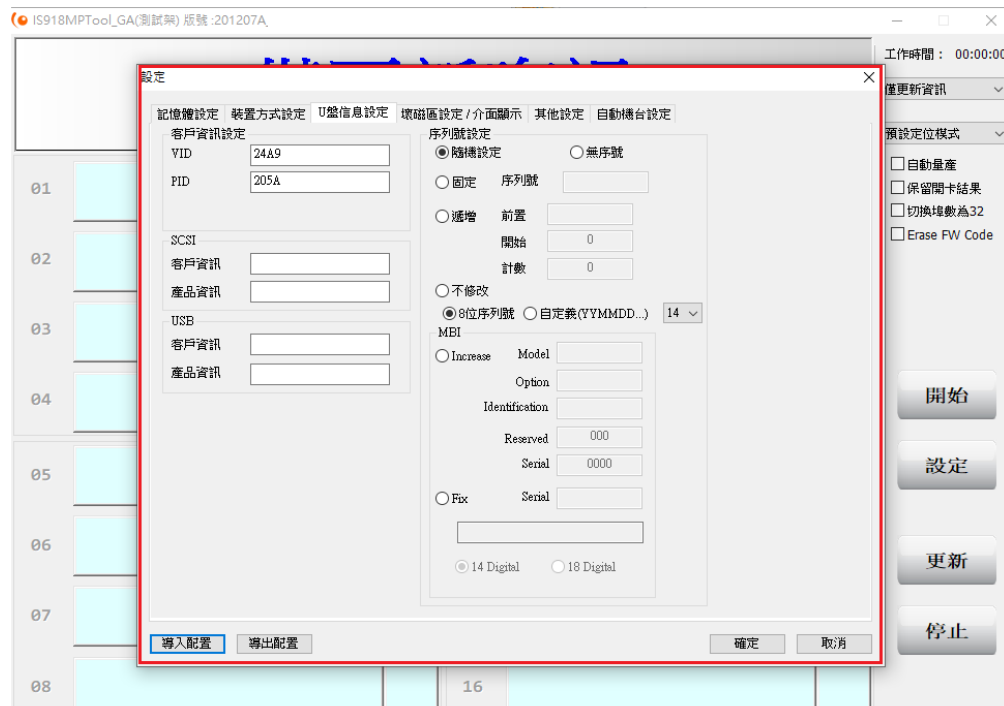 IS918MPTool_GA(測試架) 版號 :201207A_
工作時間： 00:00:00
僅更新資訊
預設定位模式
自動量產
保留開卡結果
切換埠數為32
Erase FW Code
01
02
03
04
05
06
07
08
16
開始
設定
更新
停止
設定
記憶體設定 裝置方式設定 U盤信息設定 壞磁區設定 / 介面顯示 其他設定 自動機台設定
客戶資訊設定
VID 24A9
PID 205A
SCSI
客戶資訊
產品資訊
USB
客戶資訊
產品資訊
序列號設定
隨機設定 無序號
固定 序列號
遞增 前置
開始 0
計數 0
不修改
8位序列號 自定義(YYMMDD...) 14
MBI
Increase Model
Option
Identification
Reserved 000
Serial 0000
Fix Serial
14 Digital 18 Digital
導入配置 導出配置 確定 取消